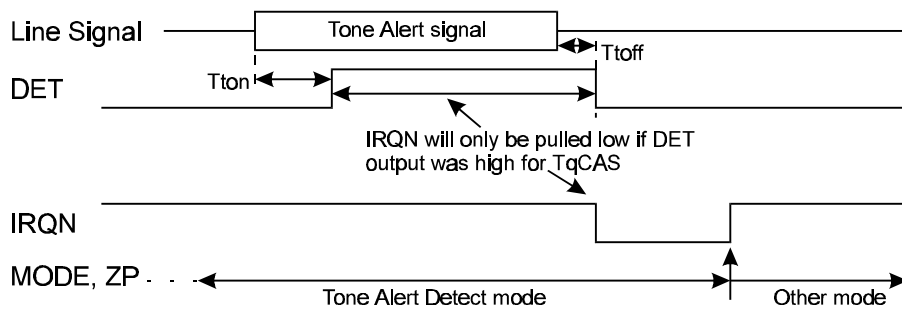 Line Signal
Tone Alert signal
Ttoff
Tton
DET
IRQN will only be pulled low if DET
output was high for TqCAS
IRQN
MODE, ZP
Tone Alert Detect mode
Other mode